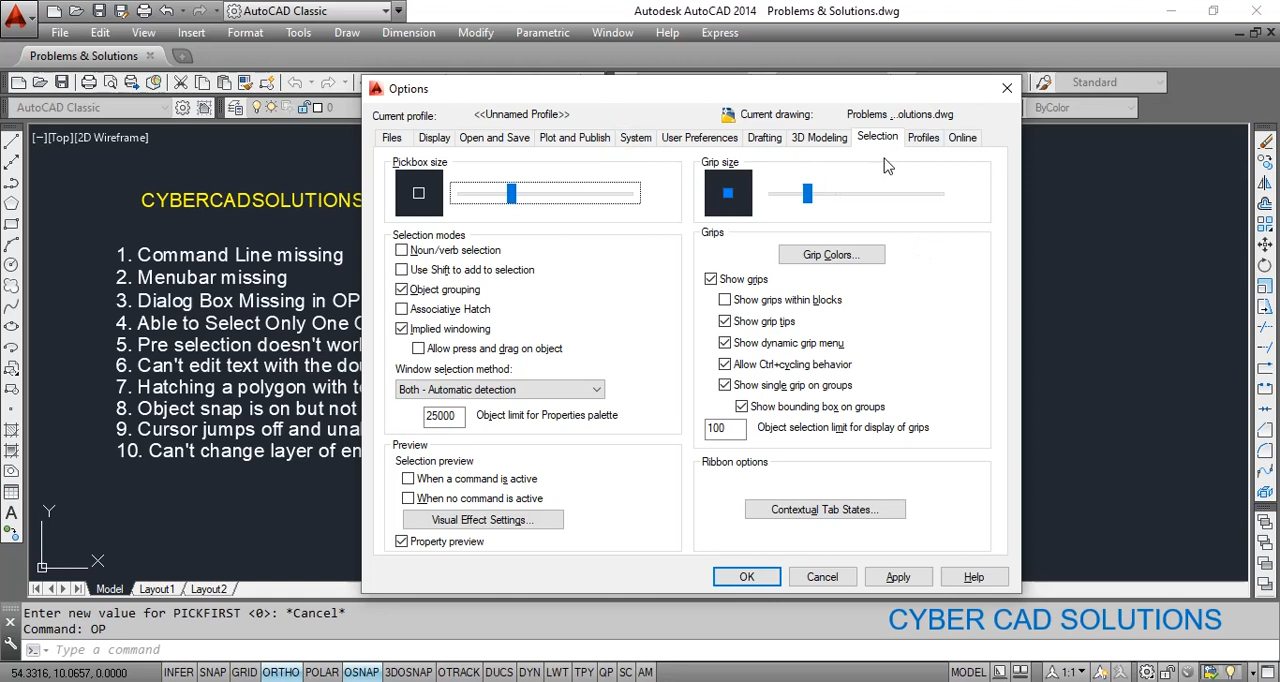 AutoCAD Classic
Autodesk AutoCAD 2014 Problems & Solutions.dwg
File Edit View Insert Format Tools Draw Dimension Modify Parametric Window Help Express
Problems & Solutions
Standard
AutoCAD Classic
0
ByColor
[−][Top][2D Wireframe]
CYBERCADSOLUTIONS
1. Command Line missing
2. Menubar missing
3. Dialog Box Missing in OP
4. Able to Select Only One
5. Pre selection doesn't work
6. Can't edit text with the
7. Hatching a polygon with
8. Object snap is on but not
9. Cursor jumps off and
10. Can't change layer of
Y
X
Options
Current profile: <<Unnamed Profile>> Current drawing: Problems ...olutions.dwg
Files Display Open and Save Plot and Publish System User Preferences Drafting 3D Modeling Selection Profiles Online
Pickbox size
Selection modes
Noun/verb selection
Use Shift to add to selection
Object grouping
Associative Hatch
Implied windowing
Allow press and drag on object
Window selection method:
Both - Automatic detection
25000 Object limit for Properties palette
Preview
Selection preview
When a command is active
When no command is active
Visual Effect Settings...
Property preview
Grip size
Grips
Grip Colors...
Show grips
Show grips within blocks
Show grip tips
Show dynamic grip menu
Allow Ctrl+cycling behavior
Show single grip on groups
Show bounding box on groups
100 Object selection limit for display of grips
Ribbon options
Contextual Tab States...
OK Cancel Apply Help
Model Layout1 Layout2
Enter new value for PICKFIRST <0>: *Cancel*
Command: OP
Type a command
CYBER CAD SOLUTIONS
54.3316, 10.0657, 0.0000 INFER SNAP GRID ORTHO POLAR OSNAP 3DOSNAP OTRACK DUCS DYN LWT TPY QP SC AM MODEL 1:1